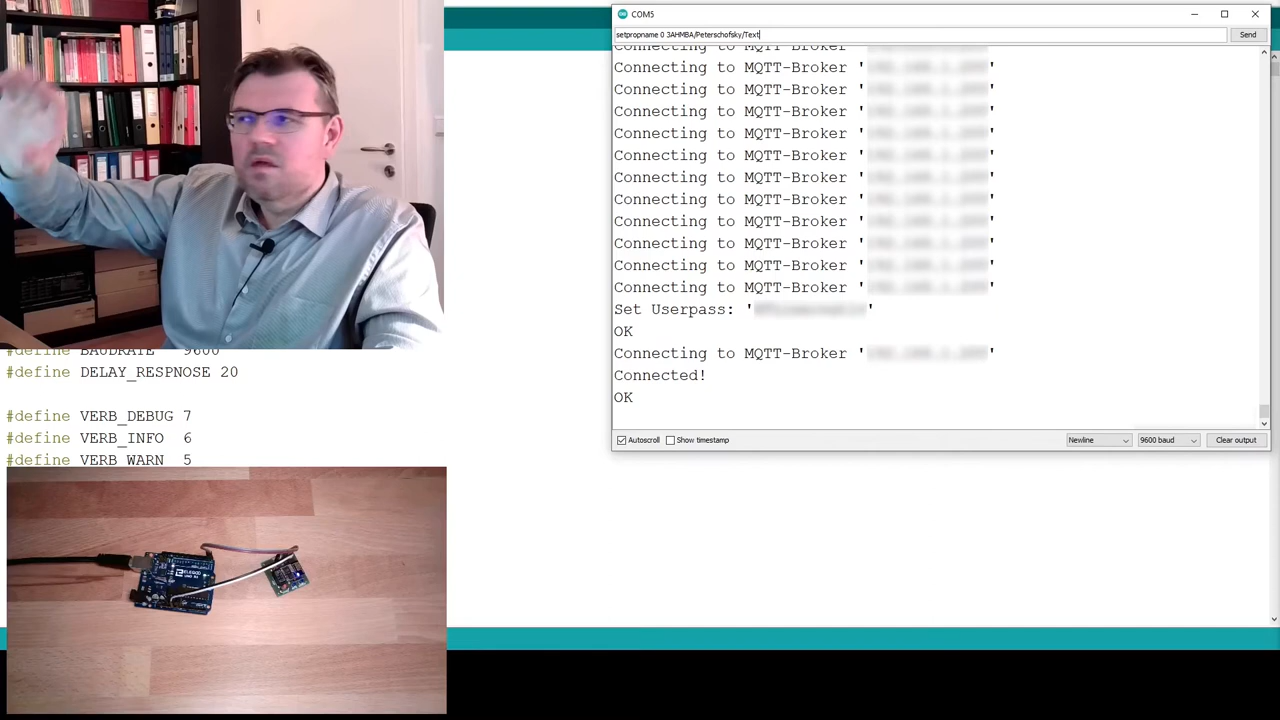 COM5
setpropname 0 3AHMBA/Peterschofsky/Text
Send
Connecting to MQTT-Broker '
Connecting to MQTT-Broker ' '
Connecting to MQTT-Broker ' '
Connecting to MQTT-Broker ' '
Connecting to MQTT-Broker ' '
Connecting to MQTT-Broker ' '
Connecting to MQTT-Broker ' '
Connecting to MQTT-Broker ' '
Connecting to MQTT-Broker ' '
Connecting to MQTT-Broker ' '
Connecting to MQTT-Broker ' '
Connecting to MQTT-Broker ' '
Set Userpass: ' '
OK
Connecting to MQTT-Broker ' '
Connected!
OK
Autoscroll
Show timestamp
Newline
9600 baud
Clear output
#define BAUDRATE 9600
#define DELAY_RESPNOSE 20
#define VERB_DEBUG 7
#define VERB_INFO 6
#define VERB_WARN 5
ELEGOO
UNO R3